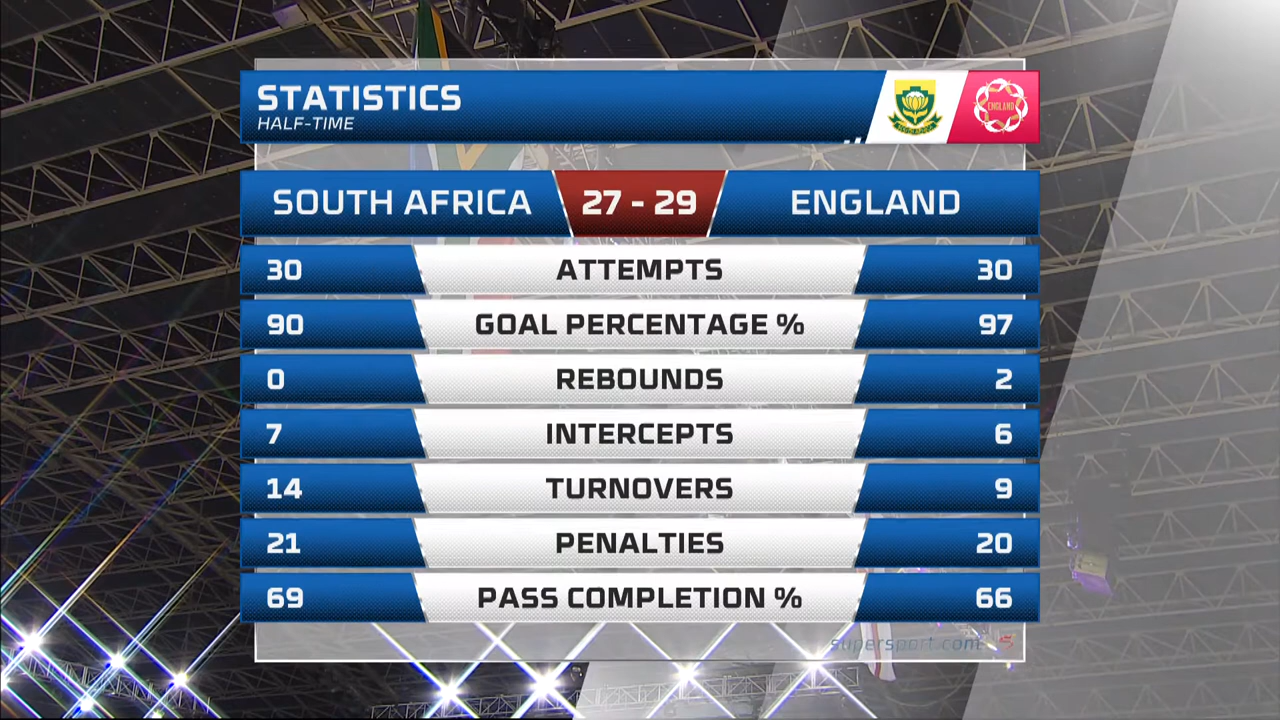 STATISTICS
HALF-TIME
ENGLAND
SOUTH AFRICA 27 - 29 ENGLAND
30 ATTEMPTS 30
90 GOAL PERCENTAGE % 97
0 REBOUNDS 2
7 INTERCEPTS 6
14 TURNOVERS 9
21 PENALTIES 20
69 PASS COMPLETION % 66
supersport.com